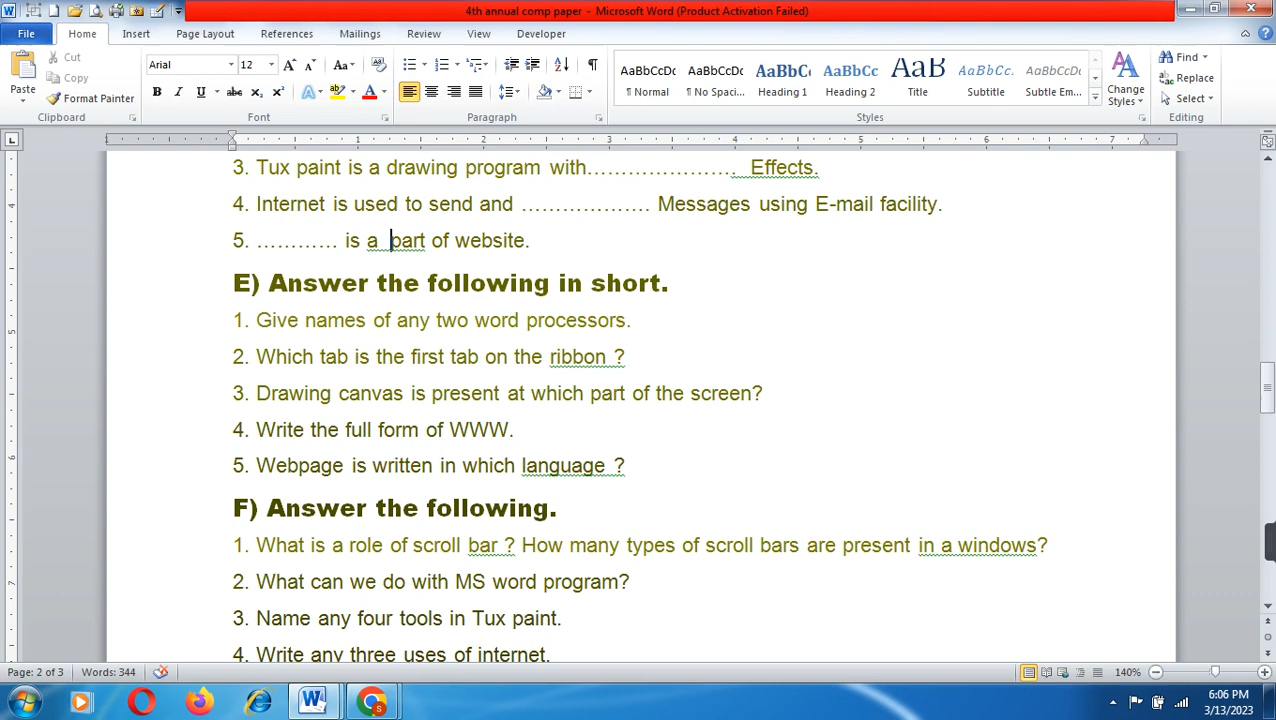 4th annual comp paper - Microsoft Word (Product Activation Failed)
File Home Insert Page Layout References Mailings Review View Developer
Paste
Cut
Copy
Format Painter
Clipboard
Arial 12
Font
Paragraph
AaBbCcDc AaBbCcDc AaBbCc AaBbCc AaB AaBbCc. AaBbCcDc
¶ Normal ¶ No Spaci... Heading 1 Heading 2 Title Subtitle Subtle Em...
Styles
Change Styles
Find
Replace
Select
Editing
3. Tux paint is a drawing program with…………………. Effects.
4. Internet is used to send and ………………. Messages using E-mail facility.
5. ………… is a part of website.
E) Answer the following in short.
1. Give names of any two word processors.
2. Which tab is the first tab on the ribbon ?
3. Drawing canvas is present at which part of the screen?
4. Write the full form of WWW.
5. Webpage is written in which language ?
F) Answer the following.
1. What is a role of scroll bar ? How many types of scroll bars are present in a windows?
2. What can we do with MS word program?
3. Name any four tools in Tux paint.
4. Write any three uses of internet.
Page: 2 of 3 Words: 344 140%
6:06 PM
3/13/2023